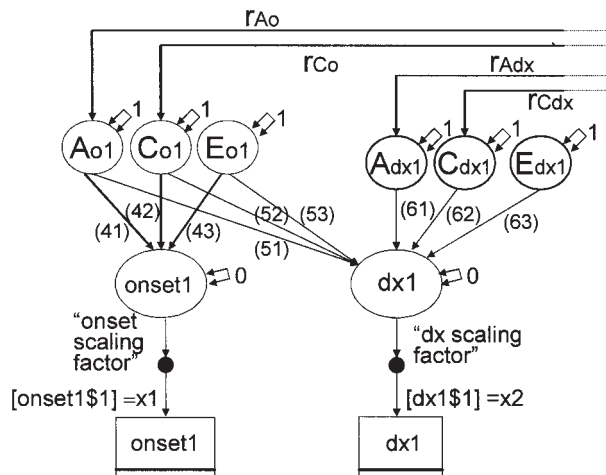 rAo
rCo
rAdx
rCdx
1 1 1 1 1 1
Ao1 Co1 Eo1 Adx1 Cdx1 Edx1
(41) (42) (43) (51) (52) (53) (61) (62) (63)
onset1 0 dx1 0
“onset
scaling
factor”
“dx scaling
factor”
[onset1$1] =x1 [dx1$1] =x2
onset1 dx1